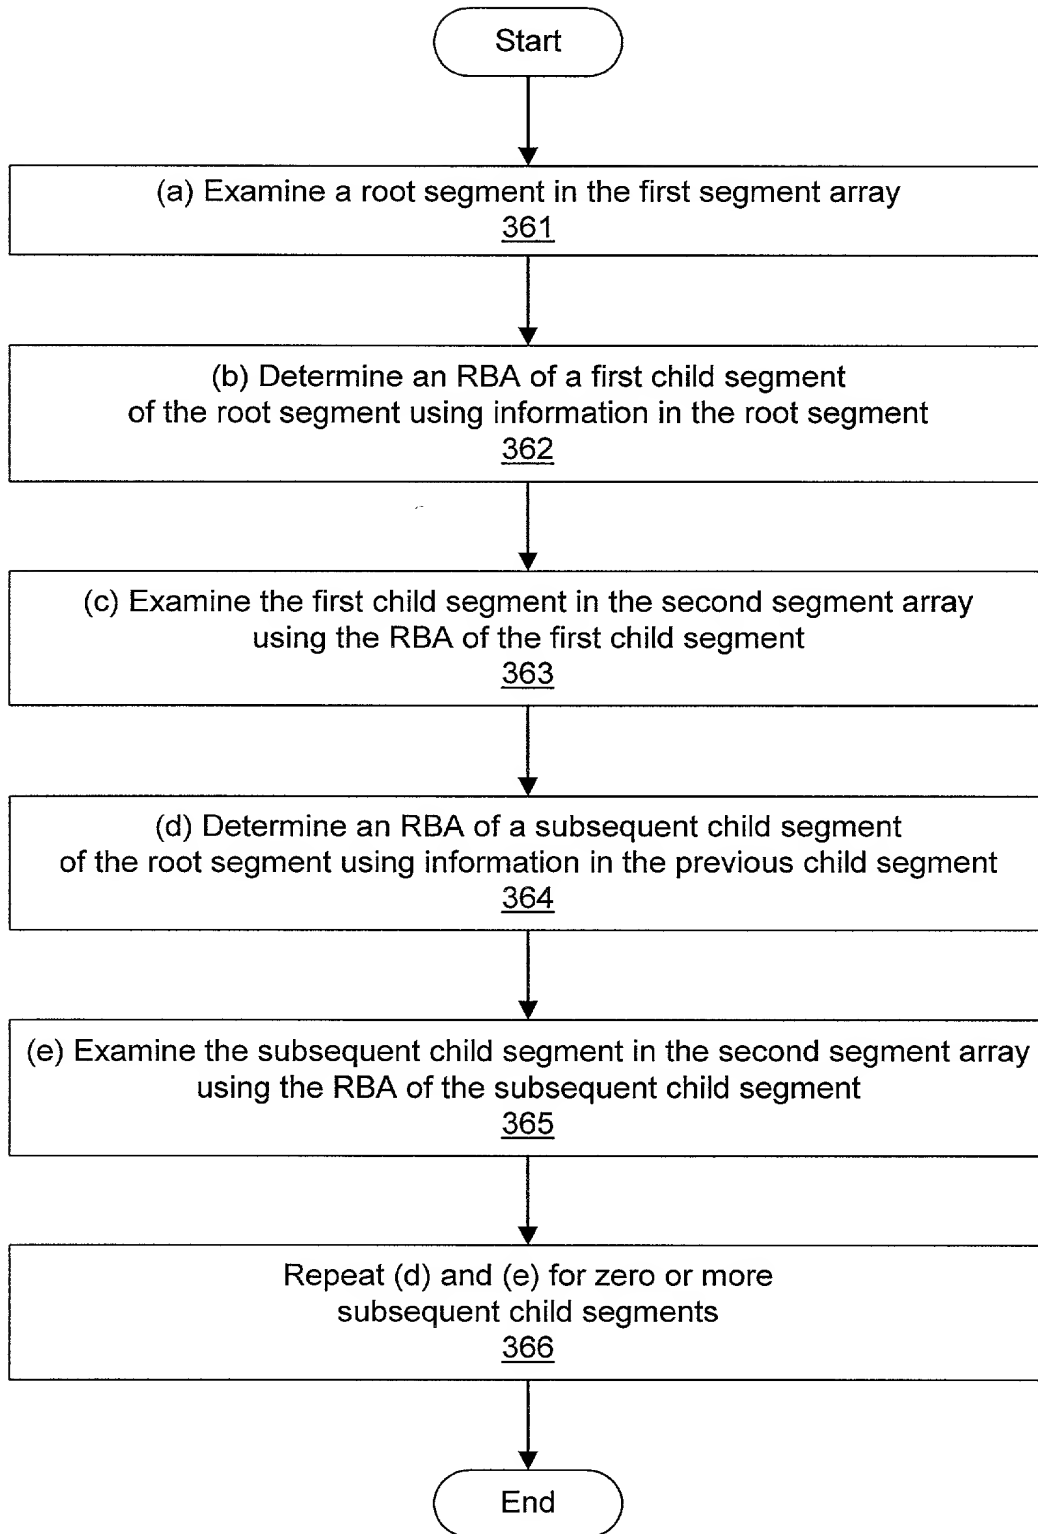 Start
(a) Examine a root segment in the first segment array
361
(b) Determine an RBA of a first child segment
of the root segment using information in the root segment
362
(c) Examine the first child segment in the second segment array
using the RBA of the first child segment
363
(d) Determine an RBA of a subsequent child segment
of the root segment using information in the previous child segment
364
(e) Examine the subsequent child segment in the second segment array
using the RBA of the subsequent child segment
365
Repeat (d) and (e) for zero or more
subsequent child segments
366
End